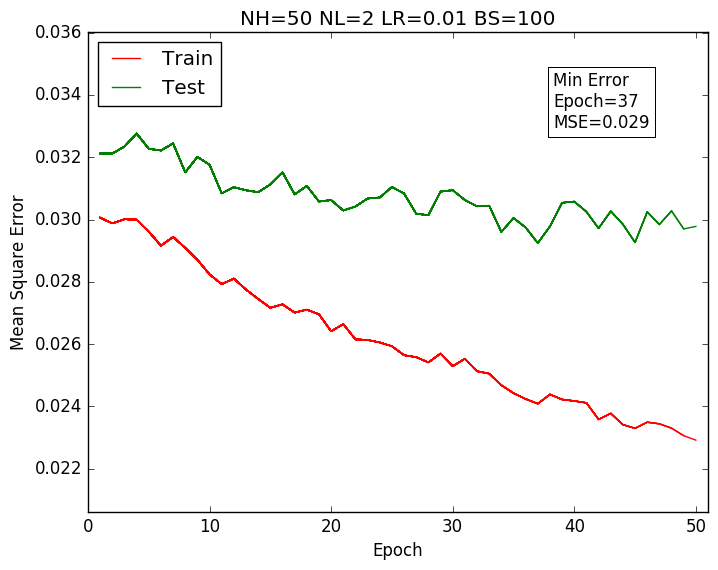 NH=50 NL=2 LR=0.01 BS=100
Train
Test
Min Error
Epoch=37
MSE=0.029
Mean Square Error
0.036
0.034
0.032
0.030
0.028
0.026
0.024
0.022
0
10
20
30
40
50
Epoch